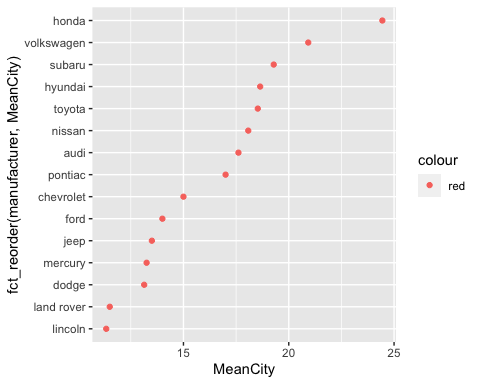 fct_reorder(manufacturer, MeanCity)
honda
volkswagen
subaru
hyundai
toyota
nissan
audi
pontiac
chevrolet
ford
jeep
mercury
dodge
land rover
lincoln
15
20
25
MeanCity
colour
red